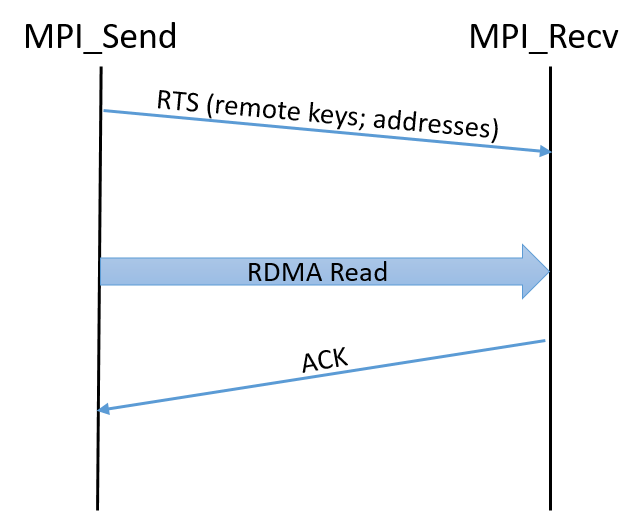 MPI_Send
MPI_Recv
RTS (remote keys; addresses)
RDMA Read
ACK